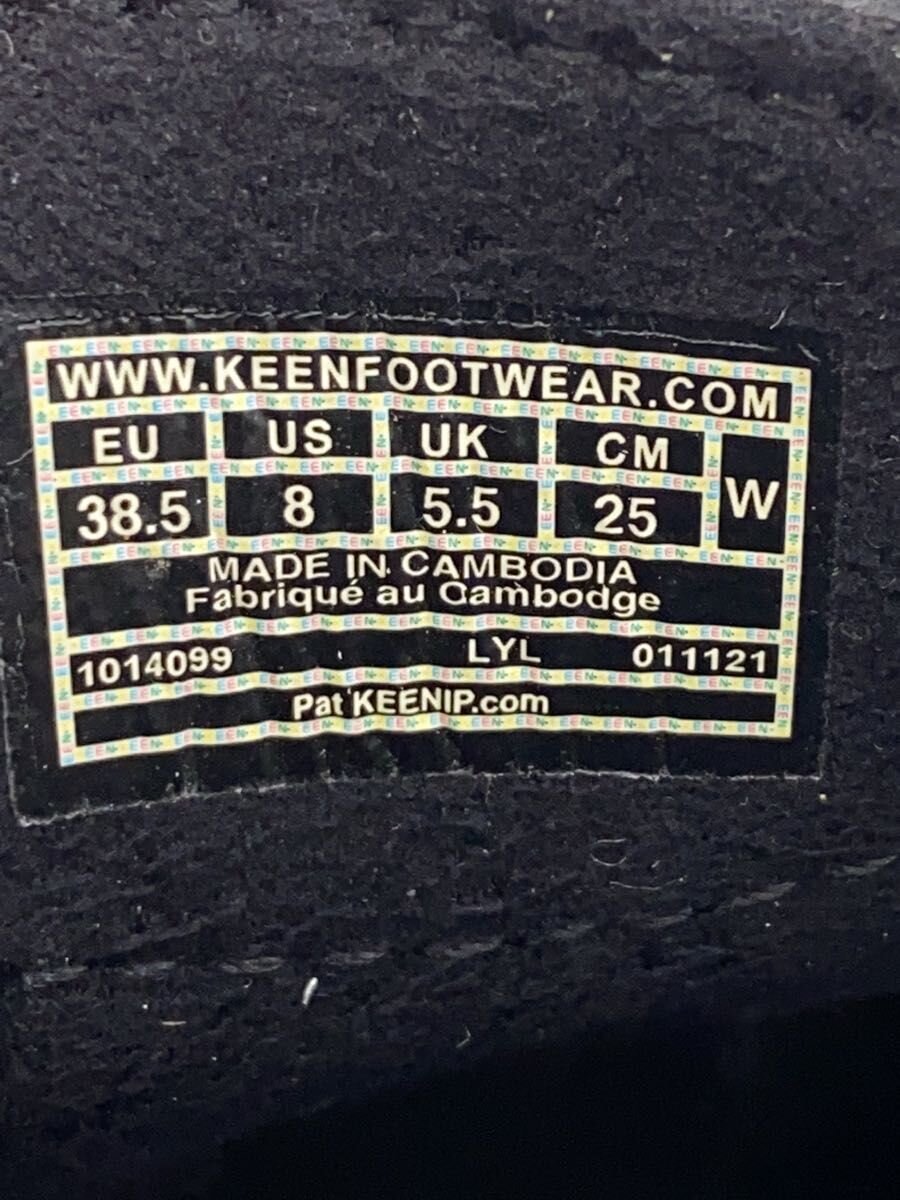 WWW.KEENFOOTWEAR.COM
EU US UK CM W
38.5 8 5.5 25
MADE IN CAMBODIA
Fabriqué au Cambodge
1014099 LYL 011121
Pat KEENIP.com